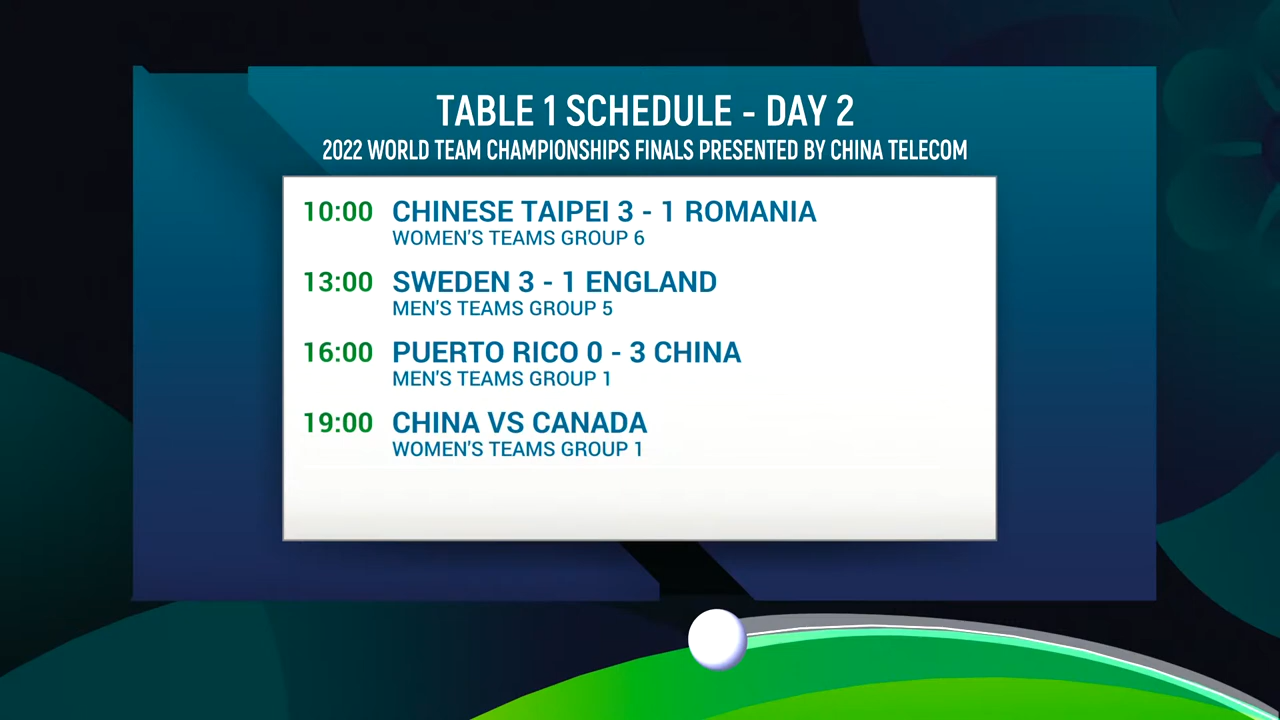 TABLE 1 SCHEDULE - DAY 2
2022 WORLD TEAM CHAMPIONSHIPS FINALS PRESENTED BY CHINA TELECOM
10:00 CHINESE TAIPEI 3 - 1 ROMANIA
WOMEN'S TEAMS GROUP 6
13:00 SWEDEN 3 - 1 ENGLAND
MEN'S TEAMS GROUP 5
16:00 PUERTO RICO 0 - 3 CHINA
MEN'S TEAMS GROUP 1
19:00 CHINA VS CANADA
WOMEN'S TEAMS GROUP 1